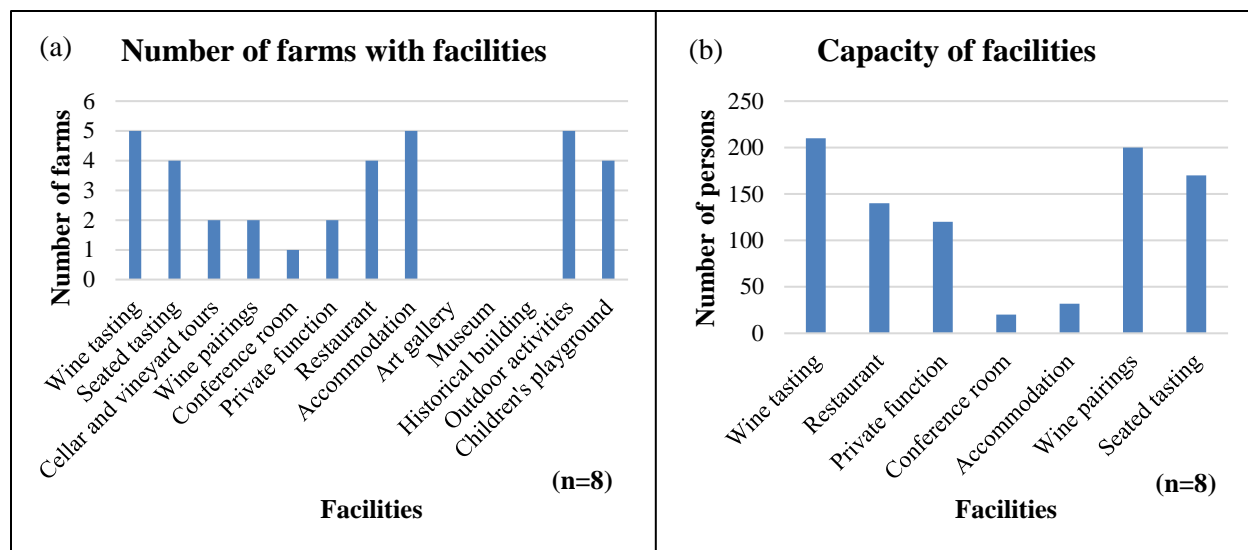 (a) Number of farms with facilities
Number of farms
6
5
4
3
2
1
0
Wine tasting
Seated tasting
Cellar and vineyard tours
Wine pairings
Conference room
Private function
Restaurant
Accommodation
Art gallery
Museum
Historical building
Outdoor activities
Children's playground
(n=8)
Facilities
(b) Capacity of facilities
Number of persons
250
200
150
100
50
0
Wine tasting
Restaurant
Private function
Conference room
Accommodation
Wine pairings
Seated tasting
(n=8)
Facilities